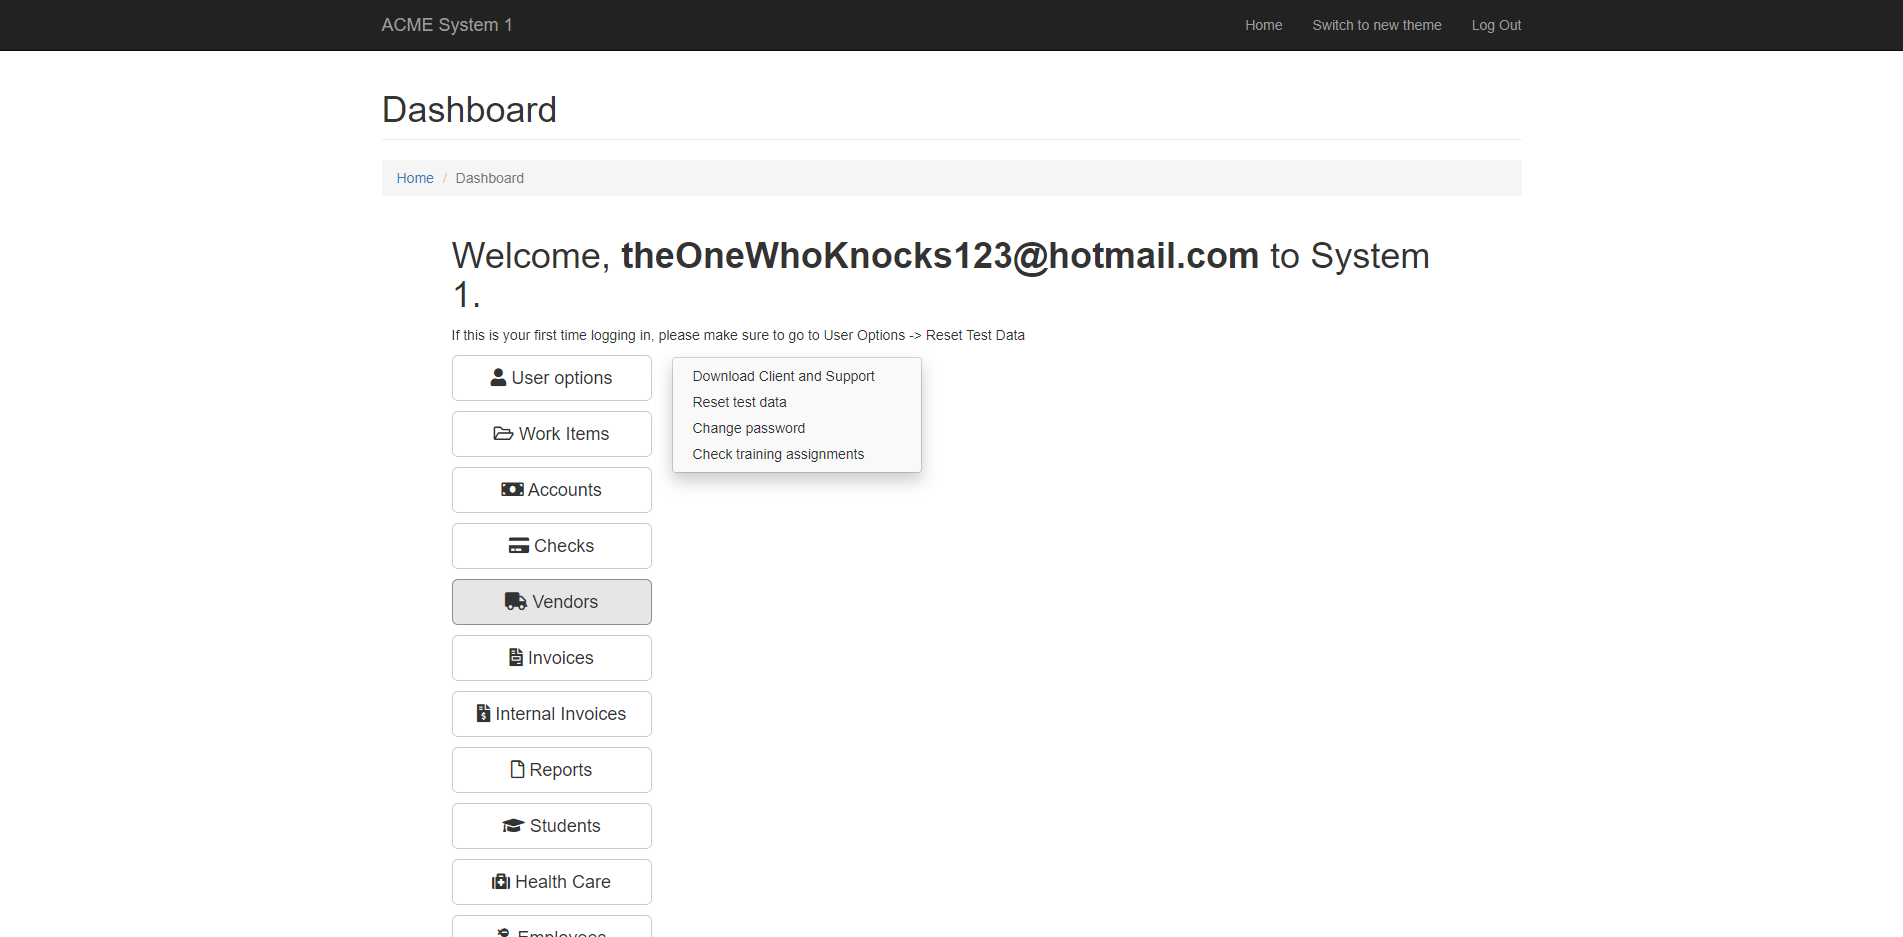 ACME System 1
Home
Switch to new theme
Log Out
Dashboard
Home / Dashboard
Welcome, theOneWhoKnocks123@hotmail.com to System
1.
If this is your first time logging in, please make sure to go to User Options -> Reset Test Data
User options
Download Client and Support
Reset test data
Change password
Check training assignments
Work Items
Accounts
Checks
Vendors
Invoices
Internal Invoices
Reports
Students
Health Care
Employees